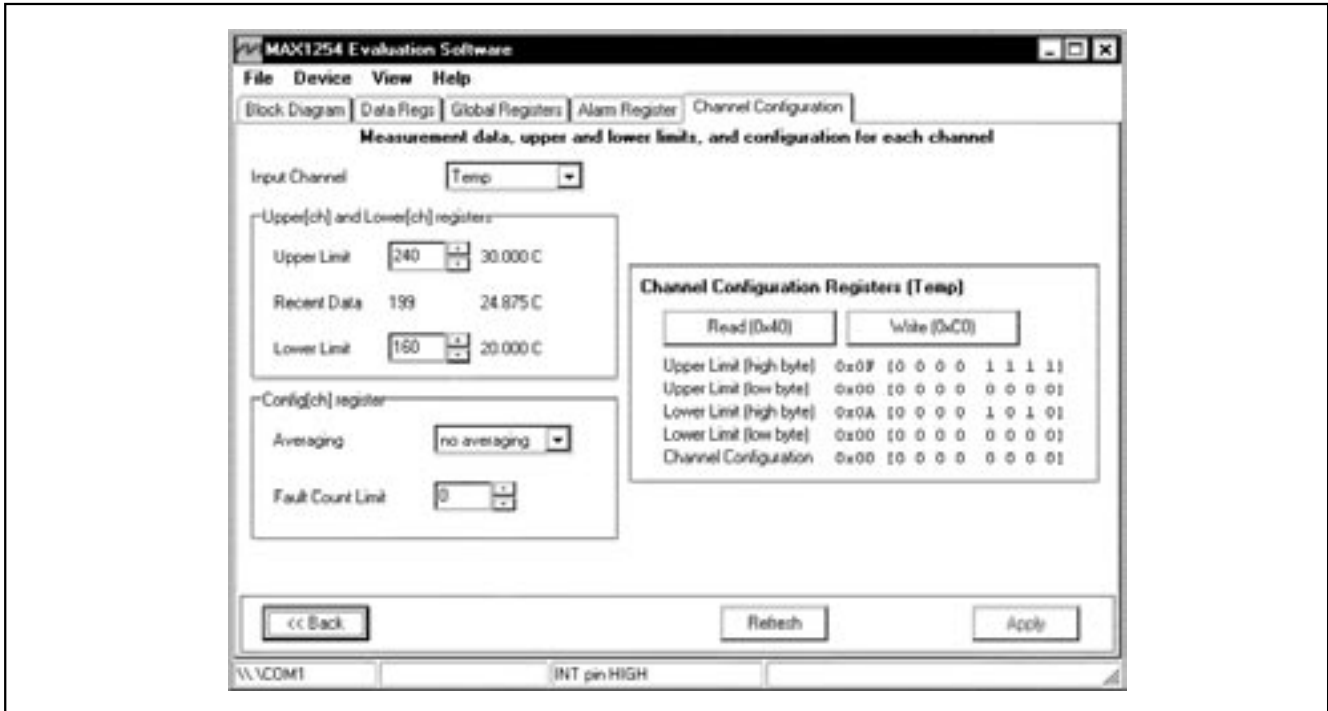 MAX1254 Evaluation Software
File Device View Help
Block Diagram Data Regs Global Registers Alarm Register Channel Configuration
Measurement data, upper and lower limits, and configuration for each channel
Input Channel Temp
Upper[ch] and Lower[ch] registers
Upper Limit 240 30.000 C
Recent Data 199 24.875 C
Lower Limit 160 20.000 C
Config[ch] register
Averaging no averaging
Fault Count Limit 0
Channel Configuration Registers (Temp)
Read (0x40) Write (0xC0)
Upper Limit (high byte) 0x0F [0 0 0 0 1 1 1 1]
Upper Limit (low byte) 0x00 [0 0 0 0 0 0 0 0]
Lower Limit (high byte) 0x0A [0 0 0 0 1 0 1 0]
Lower Limit (low byte) 0x00 [0 0 0 0 0 0 0 0]
Channel Configuration 0x00 [0 0 0 0 0 0 0 0]
<< Back Refresh Apply
\\.\COM1 INT pin HIGH